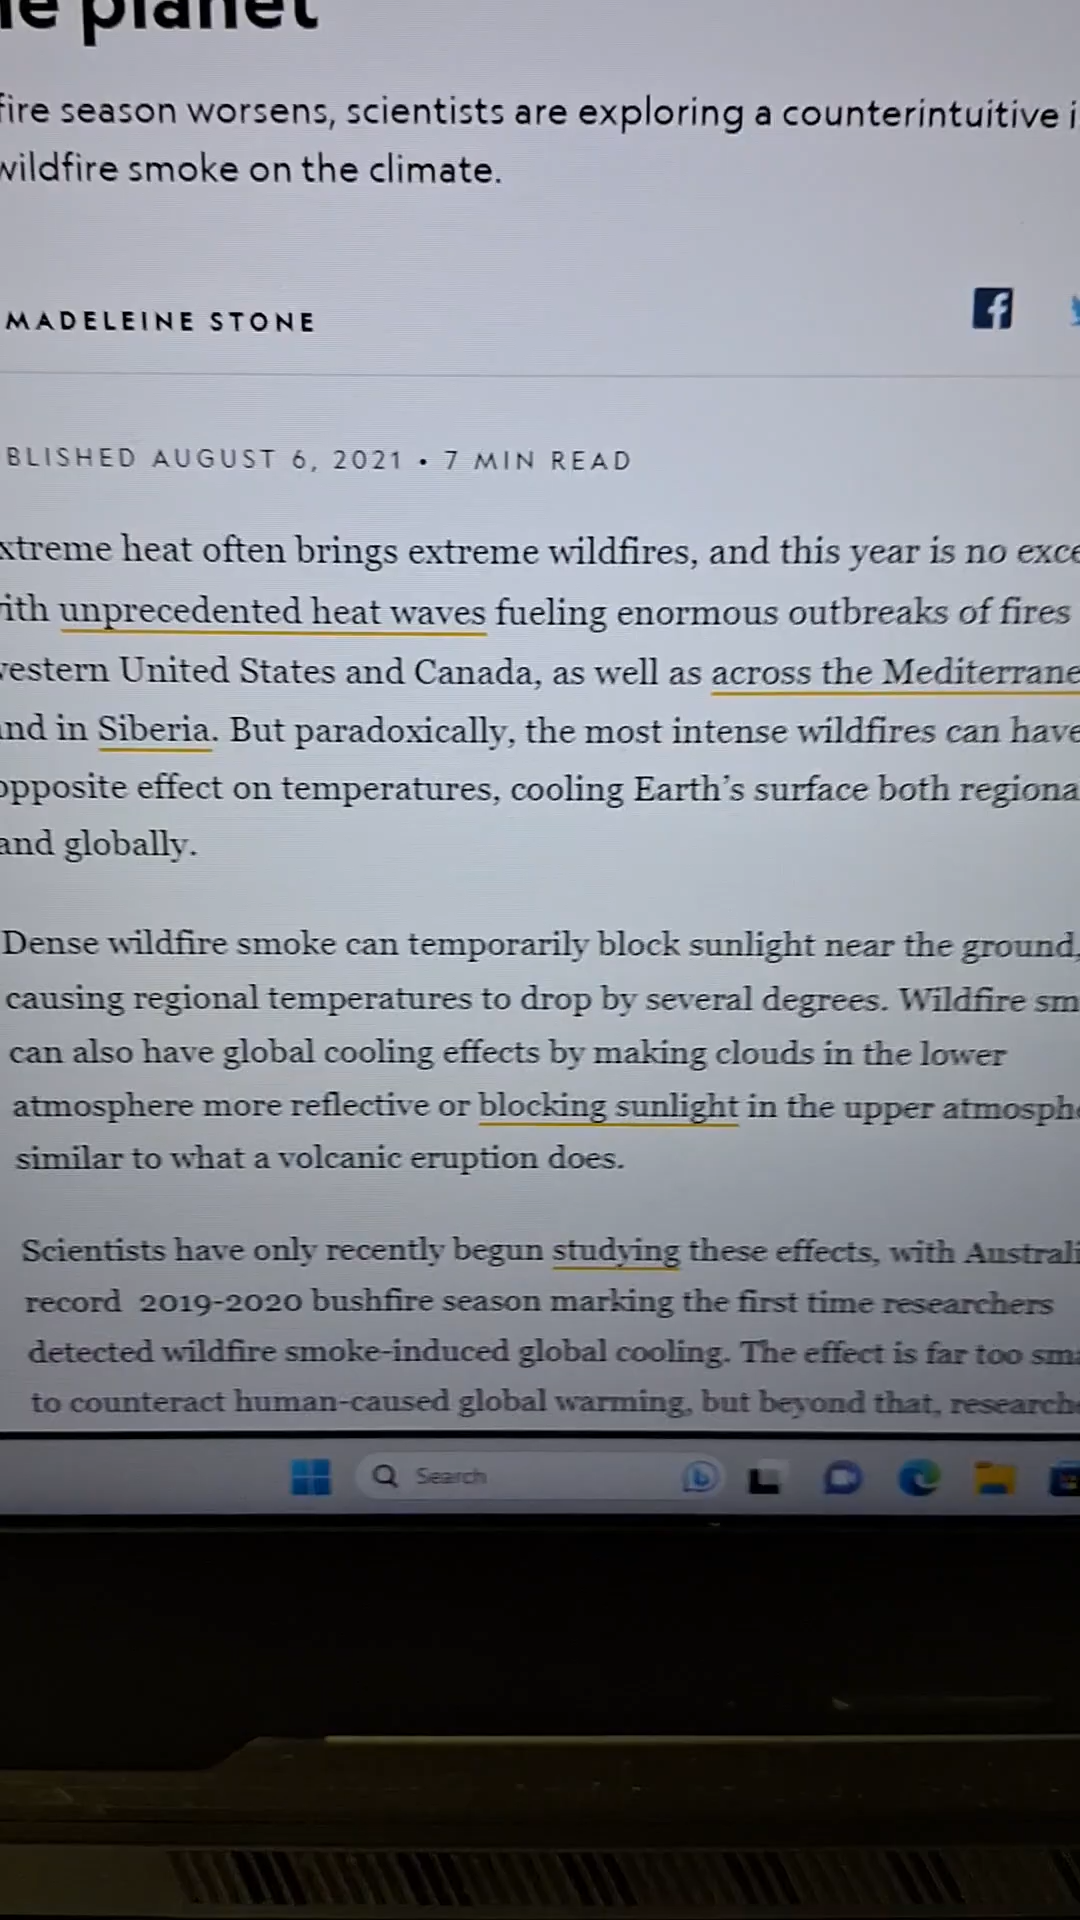 planet
fire season worsens, scientists are exploring a counterintuitive
wildfire smoke on the climate.
MADELEINE STONE
BLISHED AUGUST 6, 2021 • 7 MIN READ
xtreme heat often brings extreme wildfires, and this year is no exce
ith unprecedented heat waves fueling enormous outbreaks of fires
estern United States and Canada, as well as across the Mediterrane
nd in Siberia. But paradoxically, the most intense wildfires can have
opposite effect on temperatures, cooling Earth's surface both regiona
and globally.
Dense wildfire smoke can temporarily block sunlight near the ground,
causing regional temperatures to drop by several degrees. Wildfire sm
can also have global cooling effects by making clouds in the lower
atmosphere more reflective or blocking sunlight in the upper atmosphe
similar to what a volcanic eruption does.
Scientists have only recently begun studying these effects, with Australi
record 2019-2020 bushfire season marking the first time researchers
detected wildfire smoke-induced global cooling. The effect is far too sma
to counteract human-caused global warming, but beyond that, researche
Search